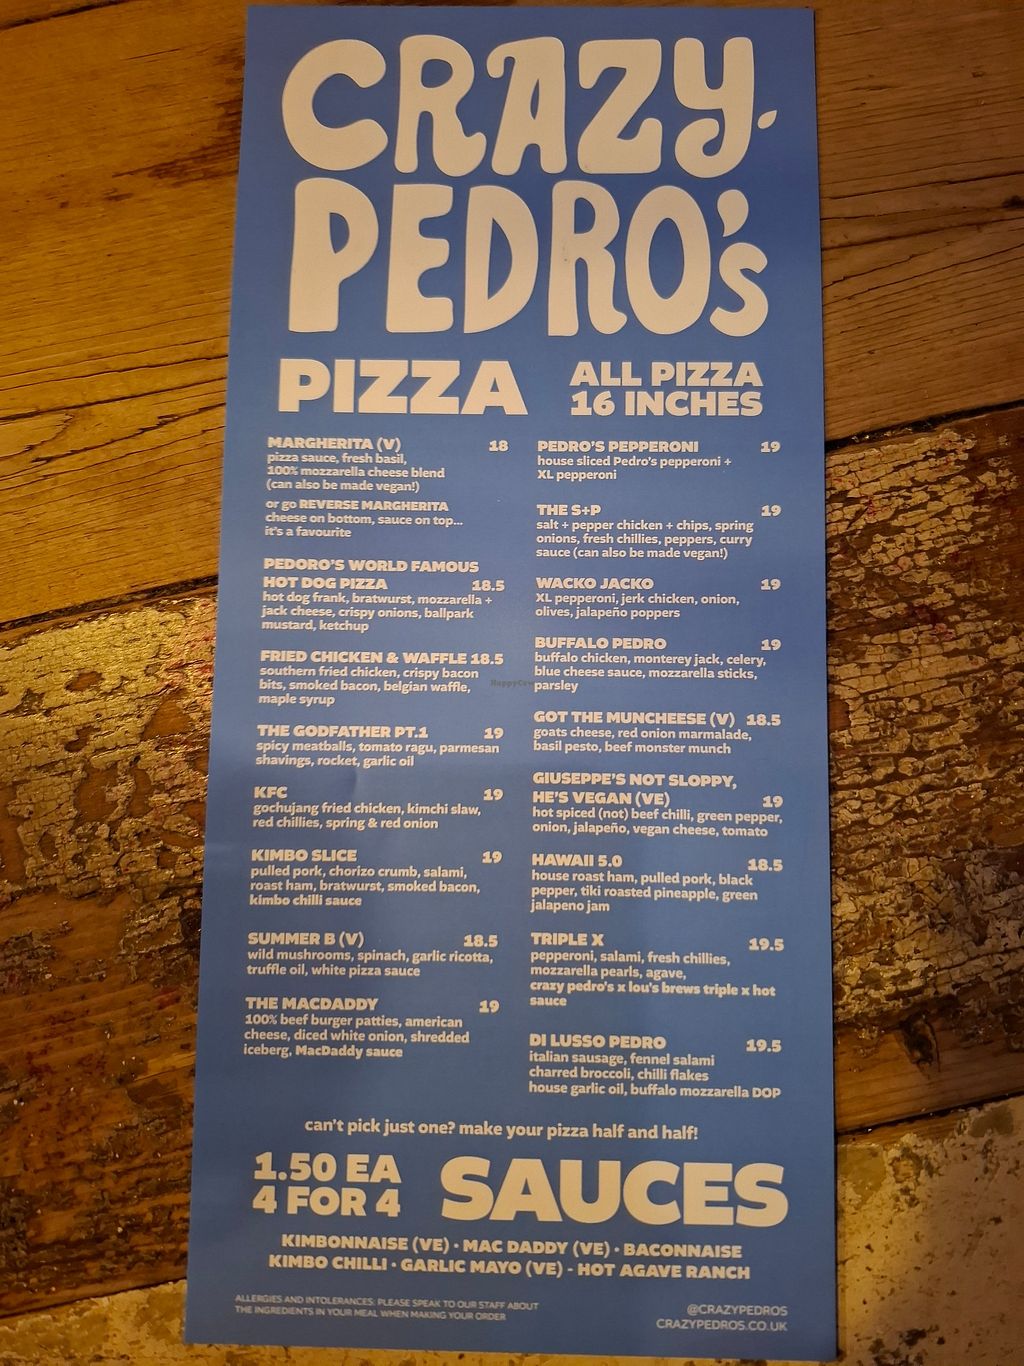 CRAZY
PEDRO's
PIZZA
ALL PIZZA
16 INCHES
MARGHERITA (V) 18
pizza sauce, fresh basil,
100% mozzarella cheese blend
(can also be made vegan!)
or go REVERSE MARGHERITA
cheese on bottom, sauce on top...
it's a favourite
PEDORO'S WORLD FAMOUS
HOT DOG PIZZA 18.5
hot dog frank, bratwurst, mozzarella +
jack cheese, crispy onions, ballpark
mustard, ketchup
FRIED CHICKEN & WAFFLE 18.5
southern fried chicken, crispy bacon
bits, smoked bacon, belgian waffle,
maple syrup
THE GODFATHER PT.1 19
spicy meatballs, tomato ragu, parmesan
shavings, rocket, garlic oil
KFC 19
gochujang fried chicken, kimchi slaw,
red chillies, spring & red onion
KIMBO SLICE 19
pulled pork, chorizo crumb, salami,
roast ham, bratwurst, smoked bacon,
kimbo chilli sauce
SUMMER B (V) 18.5
wild mushrooms, spinach, garlic ricotta,
truffle oil, white pizza sauce
THE MACDADDY 19
100% beef burger patties, american
cheese, diced white onion, shredded
iceberg, MacDaddy sauce
PEDRO'S PEPPERONI 19
house sliced Pedro's pepperoni +
XL pepperoni
THE S+P 19
salt + pepper chicken + chips, spring
onions, fresh chillies, peppers, curry
sauce (can also be made vegan!)
WACKO JACKO 19
XL pepperoni, jerk chicken, onion,
olives, jalapeño poppers
BUFFALO PEDRO 19
buffalo chicken, monterey jack, celery,
blue cheese sauce, mozzarella sticks,
parsley
GOT THE MUNCHEESE (V) 18.5
goats cheese, red onion marmalade,
basil pesto, beef monster munch
GIUSEPPE'S NOT SLOPPY,
HE'S VEGAN (VE) 19
hot spiced (not) beef chilli, green pepper,
onion, jalapeño, vegan cheese, tomato
HAWAII 5.0 18.5
house roast ham, pulled pork, black
pepper, tiki roasted pineapple, green
jalapeno jam
TRIPLE X 19.5
pepperoni, salami, fresh chillies,
mozzarella pearls, agave,
crazy pedro's x lou's brews triple x hot
sauce
DI LUSSO PEDRO 19.5
italian sausage, fennel salami
charred broccoli, chilli flakes
house garlic oil, buffalo mozzarella DOP
can't pick just one? make your pizza half and half!
1.50 EA
4 FOR 4
SAUCES
KIMBONNAISE (VE) · MAC DADDY (VE) · BACONNAISE
KIMBO CHILLI · GARLIC MAYO (VE) - HOT AGAVE RANCH
ALLERGIES AND INTOLERANCES: PLEASE SPEAK TO OUR STAFF ABOUT
THE INGREDIENTS IN YOUR MEAL WHEN MAKING YOUR ORDER
@CRAZYPEDROS
CRAZYPEDROS.CO.UK
HappyCow